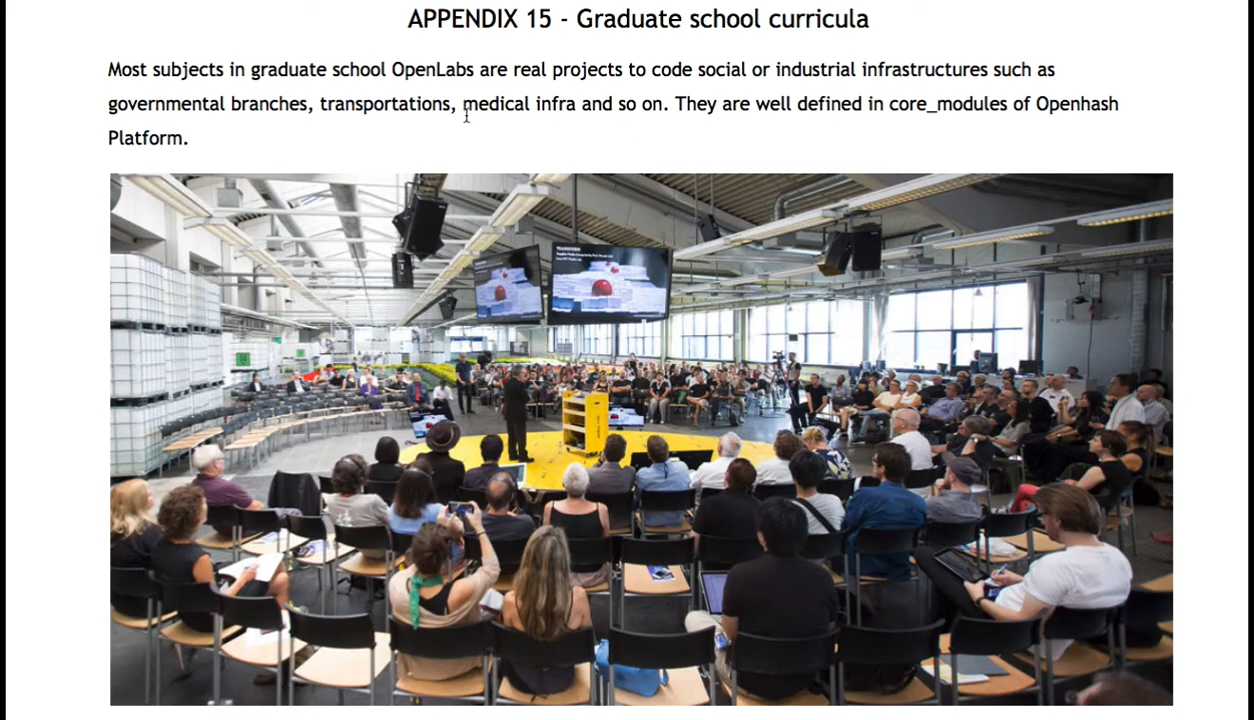 APPENDIX 15 - Graduate school curricula
Most subjects in graduate school OpenLabs are real projects to code social or industrial infrastructures such as
governmental branches, transportations, medical infra and so on. They are well defined in core_modules of Openhash
Platform.
TRANSFORM